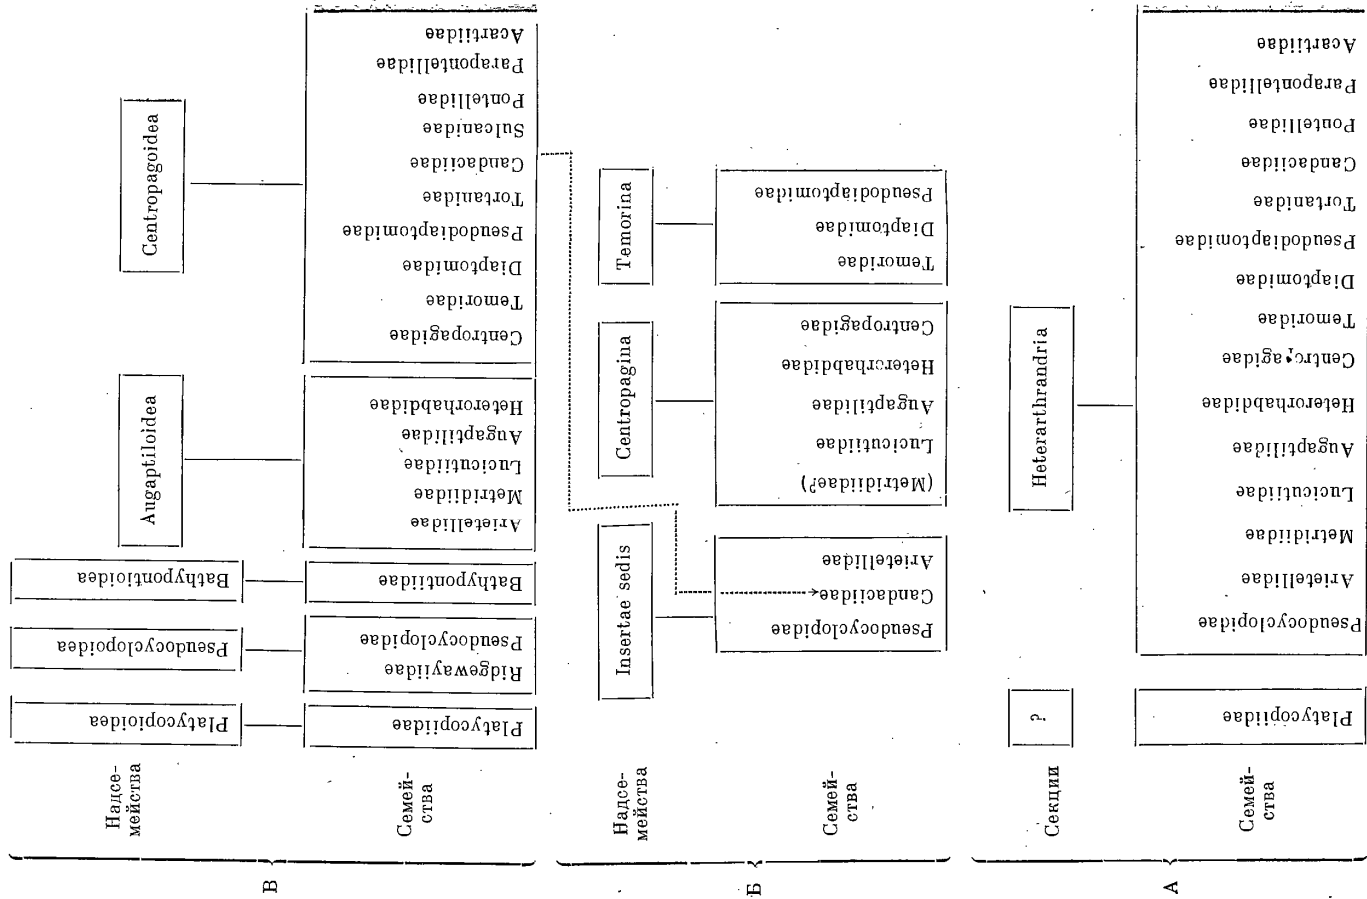 А
Секции
?
Heterarthrandria
Семей-
ства
Platycopiidae
Pseudocyclopidae
Arietellidae
Metridiidae
Lucicutiidae
Augaptilidae
Heterorhabdidae
Centropagidae
Temoridae
Diaptomidae
Pseudodiaptomidae
Tortanidae
Candaciidae
Pontellidae
Parapontellidae
Acartiidae
Б
Надсе-
мейства
Insertae sedis
Centropagina
Temorina
Семей-
ства
Pseudocyclopidae
Candaciidae
Arietellidae
(Metridiidae?)
Lucicutiidae
Augaptilidae
Heterorhabdidae
Centropagidae
Temoridae
Diaptomidae
Pseudodiaptomidae
В
Надсе-
мейства
Platycopioidea
Pseudocyclopoidea
Bathypontioidea
Augaptiloidea
Centropagoidea
Семей-
ства
Platycopiidae
Ridgewayiidae
Pseudocyclopidae
Bathypontiidae
Arietellidae
Metridiidae
Lucicutiidae
Augaptilidae
Heterorhabdidae
Centropagidae
Temoridae
Diaptomidae
Pseudodiaptomidae
Tortanidae
Candaciidae
Sulcanidae
Pontellidae
Parapontellidae
Acartiidae